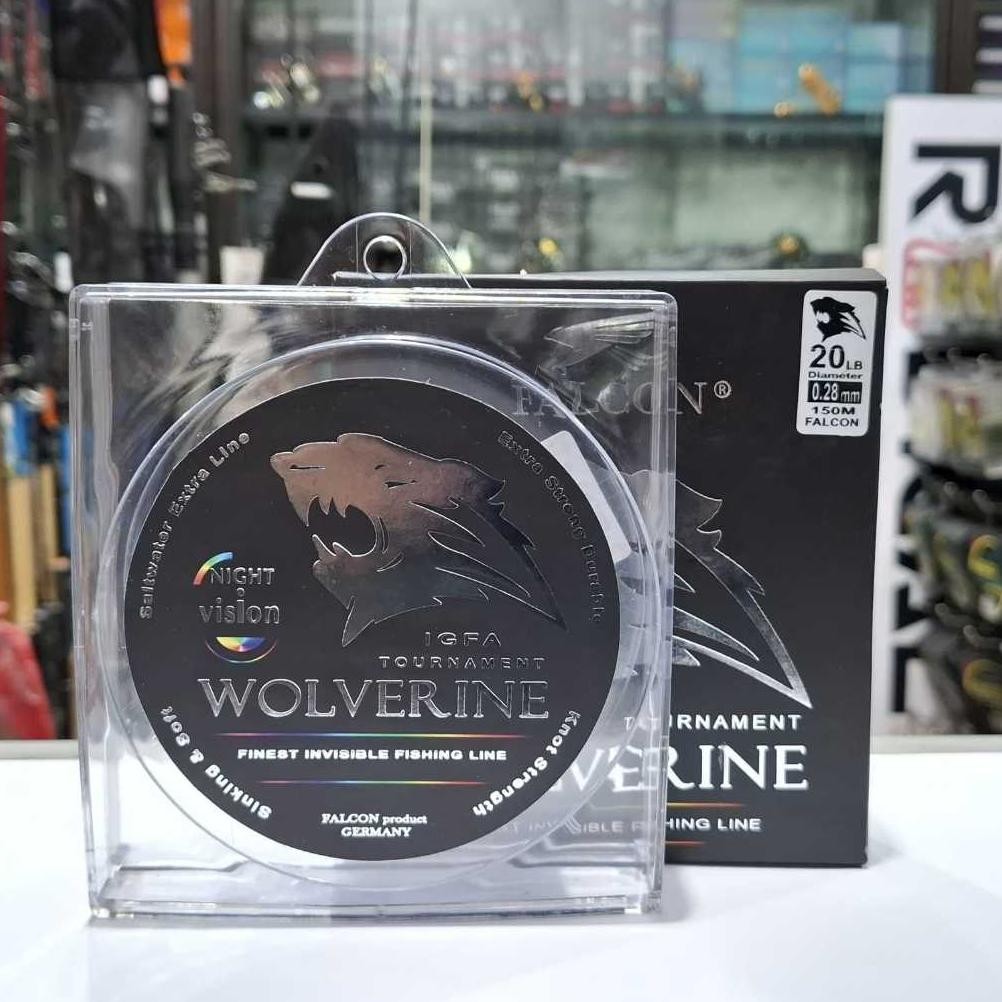 Saltwater Extra Line
Extra Strong Durable
NIGHT
vision
IGFA
TOURNAMENT
WOLVERINE
FINEST INVISIBLE FISHING LINE
Sinking & Soft
Knot Strength
FALCON product
GERMANY
FALCON®
20LB
Diameter
0.28mm
150M
FALCON
TOURNAMENT
VERINE
INVISIBLE FISHING LINE
R